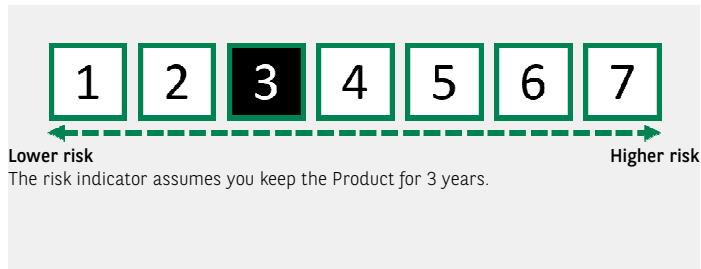 1 2 3 4 5 6 7
Lower risk Higher risk
The risk indicator assumes you keep the Product for 3 years.